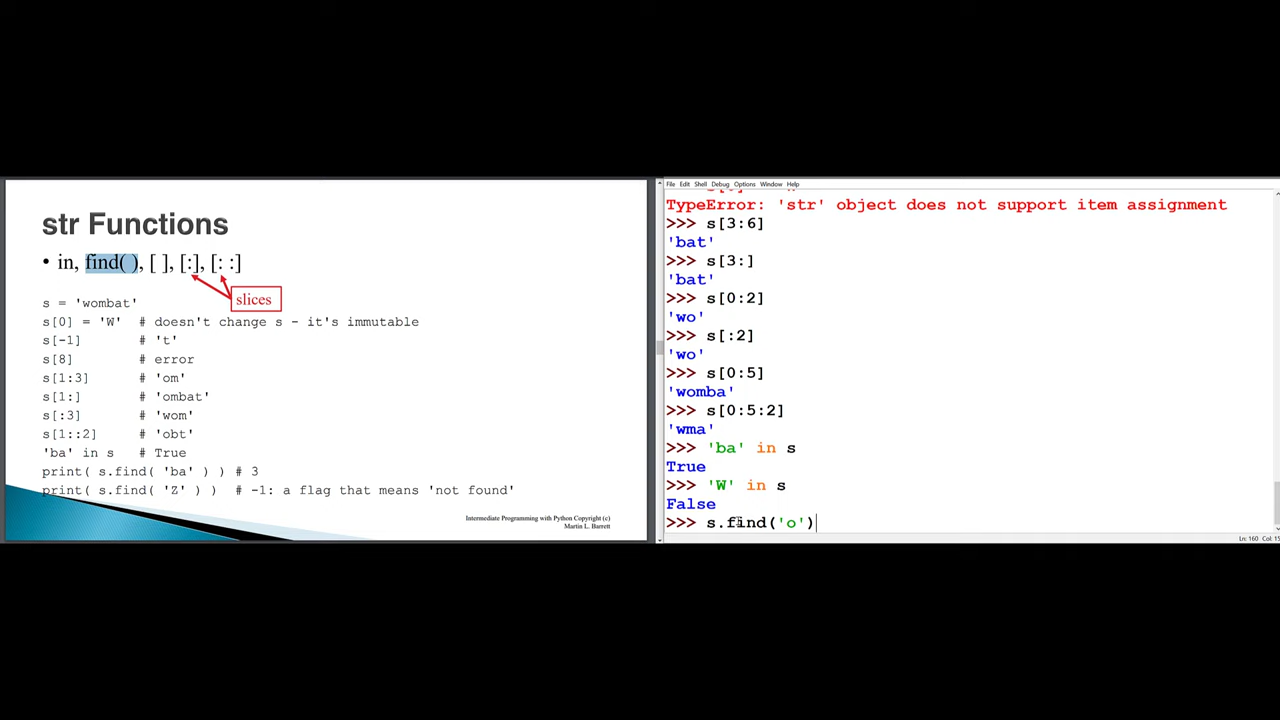 str Functions
• in, find( ), [ ], [:], [: :]
slices
s = 'wombat'
s[0] = 'W' # doesn't change s - it's immutable
s[-1] # 't'
s[8] # error
s[1:3] # 'om'
s[1:] # 'ombat'
s[:3] # 'wom'
s[1::2] # 'obt'
'ba' in s # True
print( s.find( 'ba' ) ) # 3
print( s.find( 'Z' ) ) # -1: a flag that means 'not found'
Intermediate Programming with Python Copyright (c)
Martin L. Barrett
File Edit Shell Debug Options Window Help
TypeError: 'str' object does not support item assignment
>>> s[3:6]
'bat'
>>> s[3:]
'bat'
>>> s[0:2]
'wo'
>>> s[:2]
'wo'
>>> s[0:5]
'womba'
>>> s[0:5:2]
'wma'
>>> 'ba' in s
True
>>> 'W' in s
False
>>> s.find('o')
Ln: 160 Col: 15